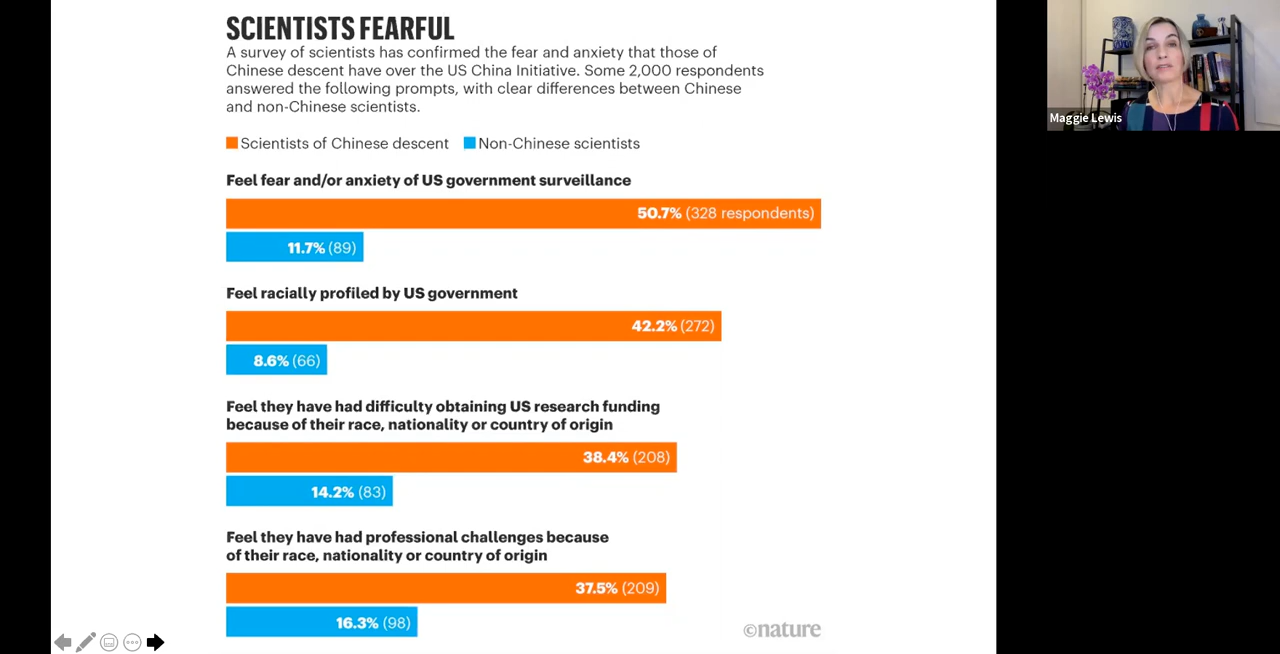 SCIENTISTS FEARFUL
A survey of scientists has confirmed the fear and anxiety that those of
Chinese descent have over the US China Initiative. Some 2,000 respondents
answered the following prompts, with clear differences between Chinese
and non-Chinese scientists.
Scientists of Chinese descent Non-Chinese scientists
Feel fear and/or anxiety of US government surveillance
50.7% (328 respondents)
11.7% (89)
Feel racially profiled by US government
42.2% (272)
8.6% (66)
Feel they have had difficulty obtaining US research funding
because of their race, nationality or country of origin
38.4% (208)
14.2% (83)
Feel they have had professional challenges because
of their race, nationality or country of origin
37.5% (209)
16.3% (98)
©nature
Maggie Lewis